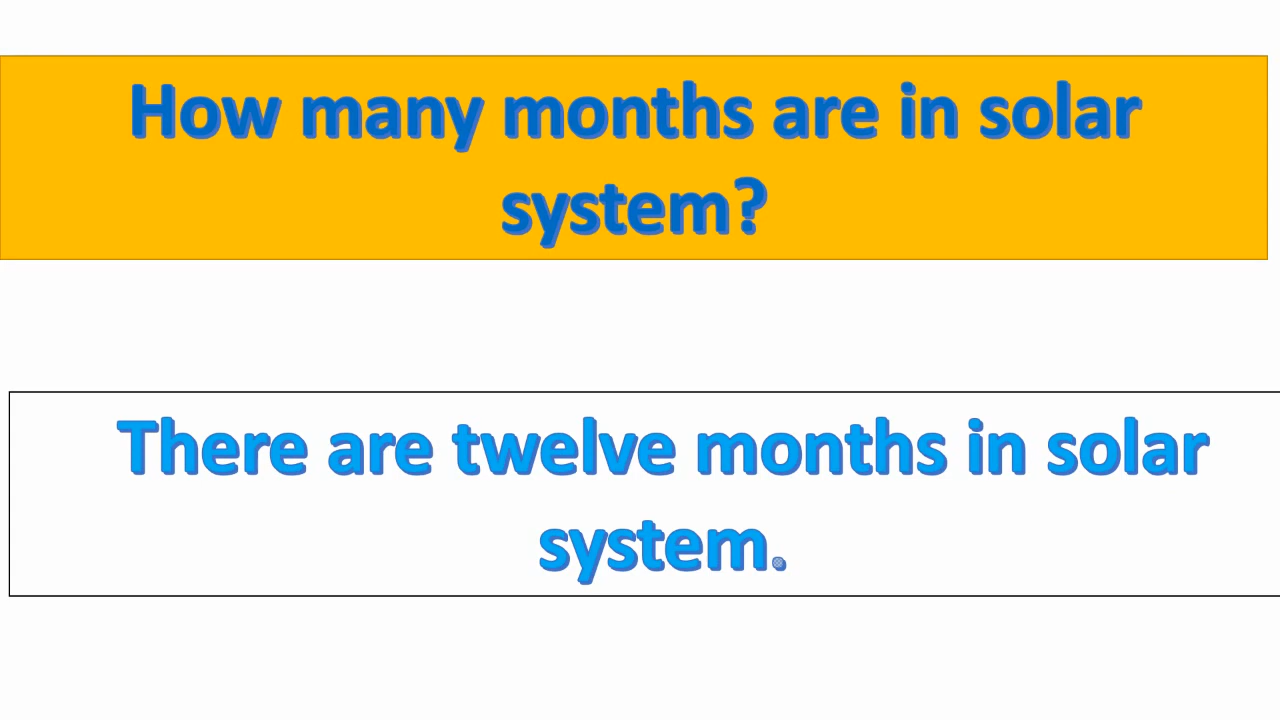 How many months are in solar
system?
There are twelve months in solar
system.